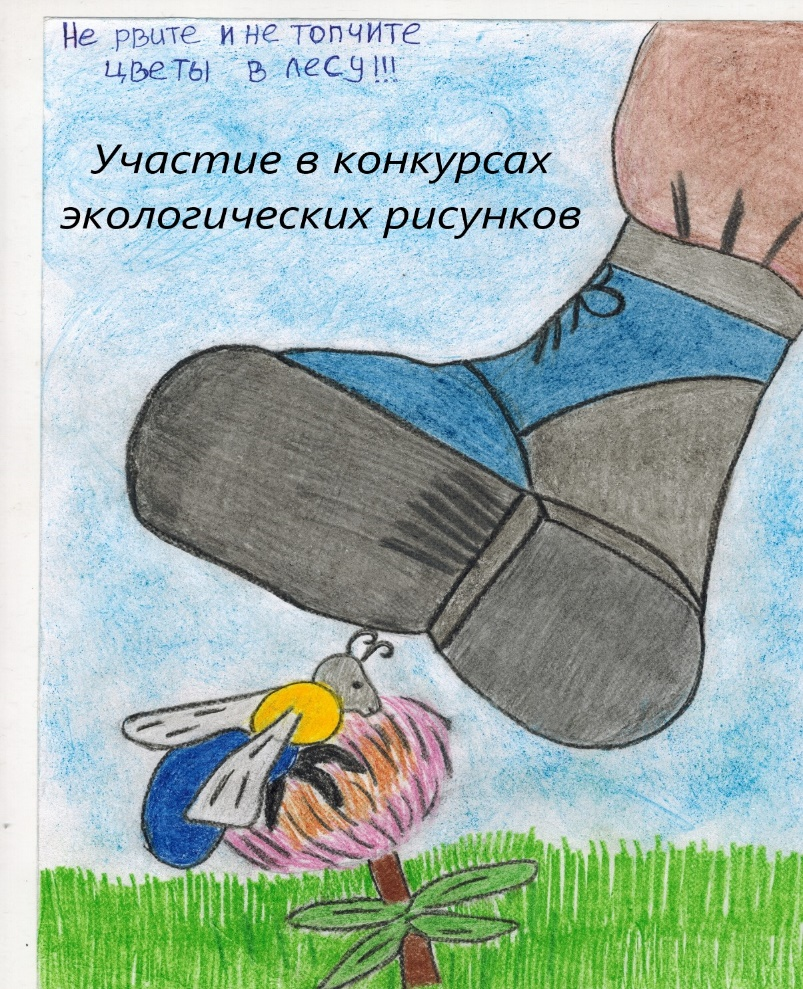 Не рвите и не топчите
цветы в лесу!!!
Участие в конкурсах
экологических рисунков